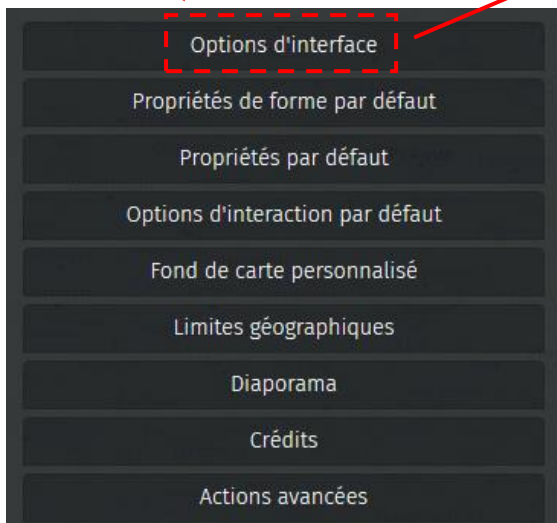 Options d'interface
Propriétés de forme par défaut
Propriétés par défaut
Options d'interaction par défaut
Fond de carte personnalisé
Limites géographiques
Diaporama
Crédits
Actions avancées